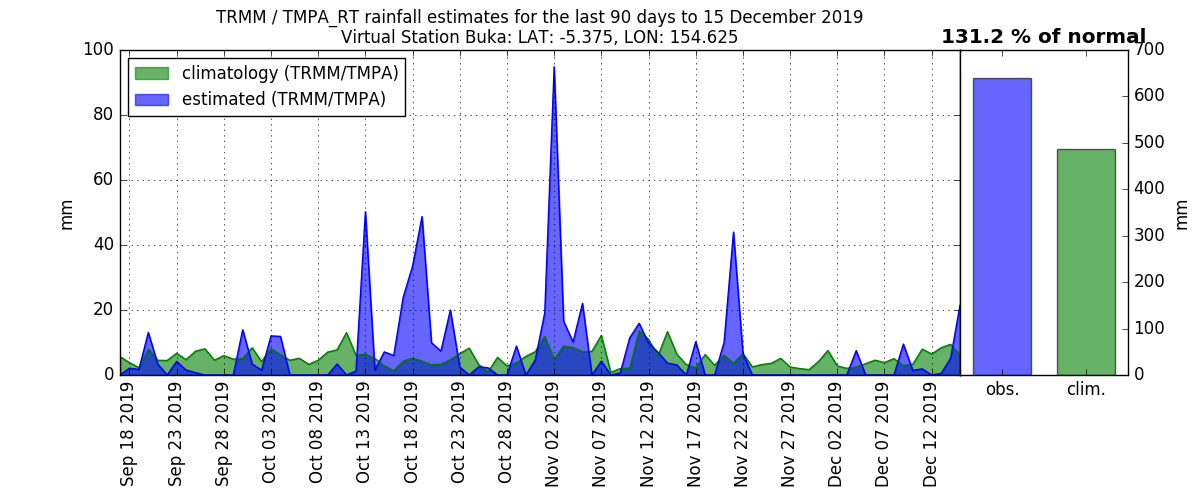 TRMM / TMPA_RT rainfall estimates for the last 90 days to 15 December 2019
Virtual Station Buka: LAT: -5.375, LON: 154.625
131.2 % of normal
climatology (TRMM/TMPA)
estimated (TRMM/TMPA)
mm
100
80
60
40
20
0
Sep 18 2019
Sep 23 2019
Sep 28 2019
Oct 03 2019
Oct 08 2019
Oct 13 2019
Oct 18 2019
Oct 23 2019
Oct 28 2019
Nov 02 2019
Nov 07 2019
Nov 12 2019
Nov 17 2019
Nov 22 2019
Nov 27 2019
Dec 02 2019
Dec 07 2019
Dec 12 2019
obs.
clim.
700
600
500
400
300
200
100
0
mm